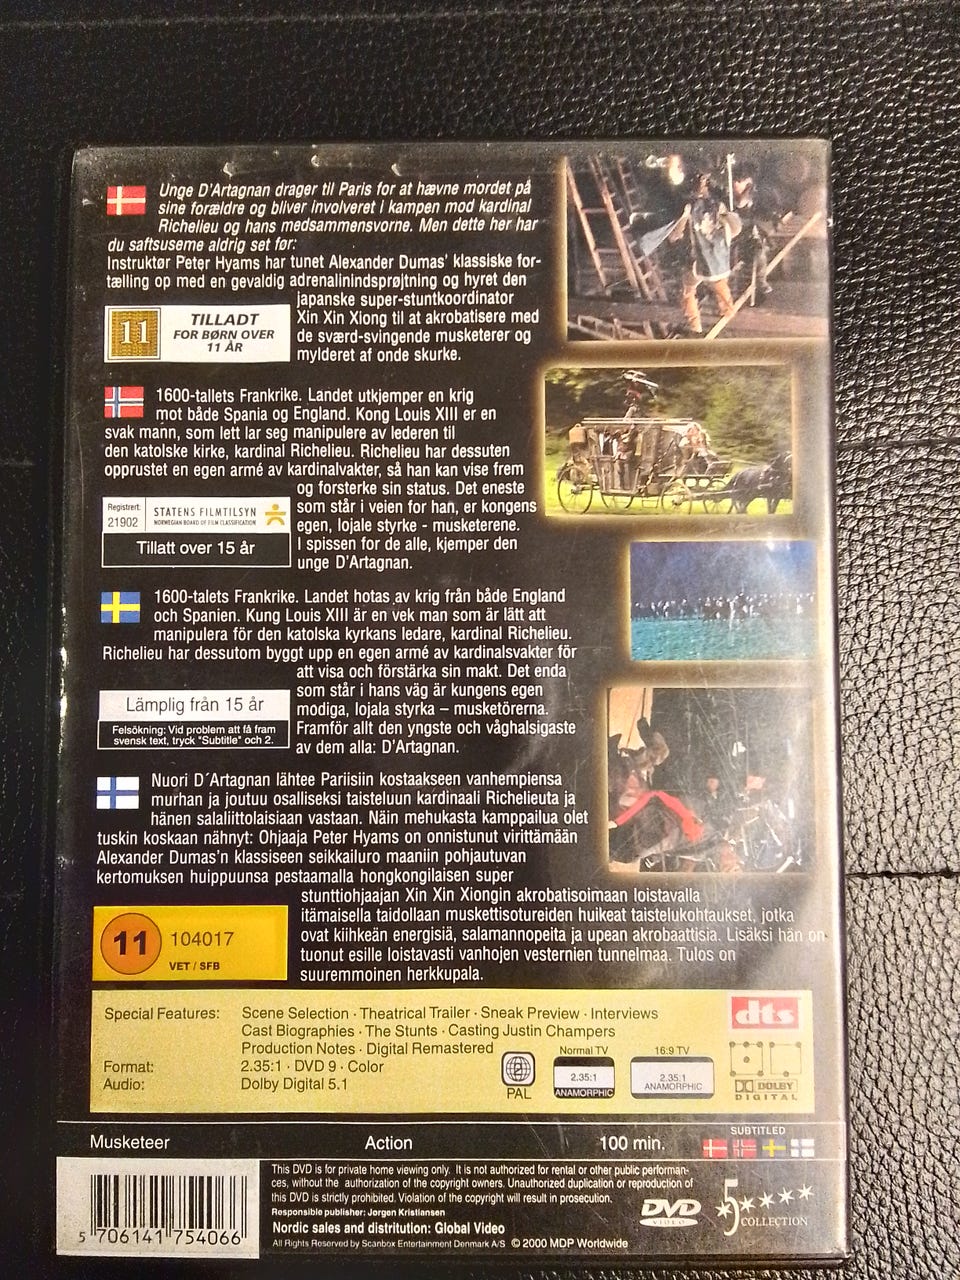 Unge D'Artagnan drager til Paris for at hævne mordet på
sine forældre og bliver involveret i kampen mod kardinal
Richelieu og hans medsammensvorne. Men dette her har
du saftsuseme aldrig set før:
Instruktør Peter Hyams har tunet Alexander Dumas' klassiske for-
tælling op med en gevaldig adrenalinindsprøjtning og hyret den
japanske super-stuntkoordinator
Xin Xin Xiong til at akrobatisere med
de sværd-svingende musketerer og
mylderet af onde skurke.
11
TILLADT
FOR BØRN OVER
11 ÅR
1600-tallets Frankrike. Landet utkjemper en krig
mot både Spania og England. Kong Louis XIII er en
svak mann, som lett lar seg manipulere av lederen til
den katolske kirke, kardinal Richelieu. Richelieu har dessuten
opprustet en egen armé av kardinalvakter, så han kan vise frem
og forsterke sin status. Det eneste
som står i veien for han, er kongens
egen, lojale styrke - musketerene.
I spissen for de alle, kjemper den
unge D'Artagnan.
Registrert:
21902
STATENS FILMTILSYN
NORWEGIAN BOARD OF FILM CLASSIFICATION
Tillatt over 15 år
1600-talets Frankrike. Landet hotas av krig från både England
och Spanien. Kung Louis XIII är en vek man som är lätt att
manipulera för den katolska kyrkans ledare, kardinal Richelieu.
Richelieu har dessutom byggt upp en egen armé av kardinalsvakter för
att visa och förstärka sin makt. Det enda
som står i hans väg är kungens egen
modiga, lojala styrka – musketörerna.
Framför allt den yngste och våghalsigaste
av dem alla: D'Artagnan.
Lämplig från 15 år
Felsökning: Vid problem att få fram
svensk text, tryck "Subtitle" och 2.
Nuori D´Artagnan lähtee Pariisiin kostaakseen vanhempiensa
murhan ja joutuu osalliseksi taisteluun kardinaali Richelieuta ja
hänen salaliittolaisiaan vastaan. Näin mehukasta kamppailua olet
tuskin koskaan nähnyt: Ohjaaja Peter Hyams on onnistunut virittämään
Alexander Dumas'n klassiseen seikkailuro maaniin pohjautuvan
kertomuksen huippuunsa pestaamalla hongkongilaisen super
stunttiohjaajan Xin Xin Xiongin akrobatisoimaan loistavalla
itämaisella taidollaan muskettisotureiden huikeat taistelukohtaukset, jotka
ovat kiihkeän energisiä, salamannopeita ja upean akrobaattisia. Lisäksi hän on
tuonut esille loistavasti vanhojen vesternien tunnelmaa. Tulos on
suuremmoinen herkkupala.
11
104017
VET / SFB
Special Features: Scene Selection · Theatrical Trailer · Sneak Preview · Interviews
Cast Biographies · The Stunts · Casting Justin Champers
Production Notes · Digital Remastered
Format: 2.35:1 · DVD 9 · Color
Audio: Dolby Digital 5.1
dts
2
PAL
Normal TV
2.35:1
ANAMORPHIC
16:9 TV
2.35:1
ANAMORPHIC
DOLBY
DIGITAL
Musketeer Action 100 min.
SUBTITLED
This DVD is for private home viewing only. It is not authorized for rental or other public performan-
ces, without the authorization of the copyright owners. Unauthorized duplication or reproduction of
this DVD is strictly prohibited. Violation of the copyright will result in prosecution.
Responsible publisher: Jørgen Kristiansen
Nordic sales and distrítution: Global Video
All Rights Reserved by Scanbox Entertainment Denmark A/S © 2000 MDP Worldwide
DVD
VIDEO
5
COLLECTION
5 706141 754066